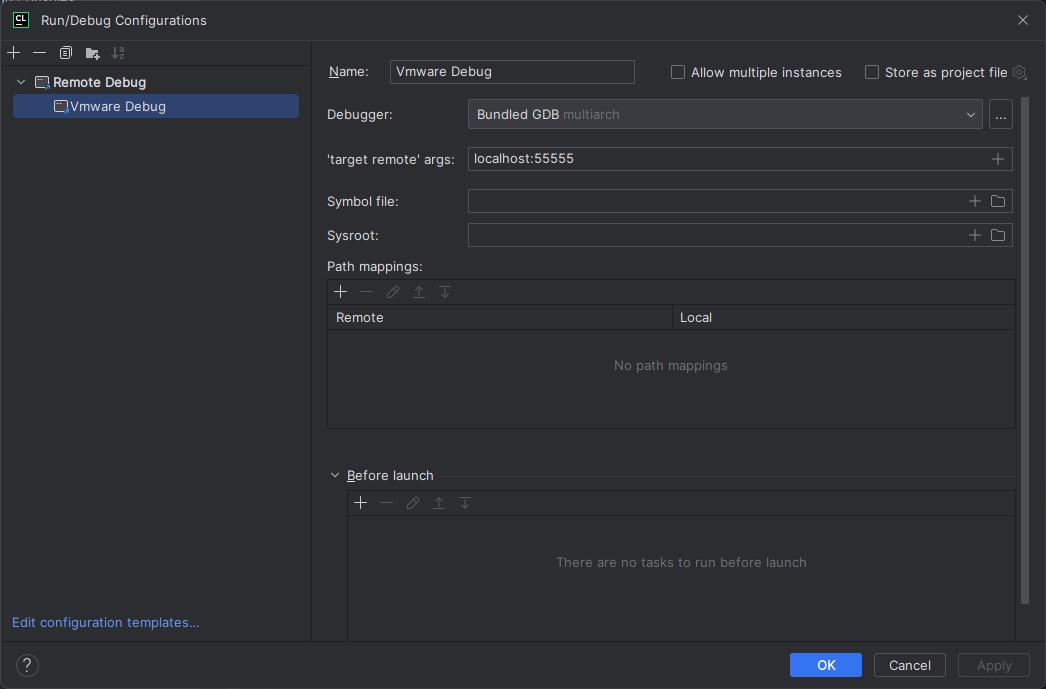 CL Run/Debug Configurations
Remote Debug
Vmware Debug
Edit configuration templates...
Name: Vmware Debug Allow multiple instances Store as project file
Debugger: Bundled GDB multiarch ...
'target remote' args: localhost:55555
Symbol file:
Sysroot:
Path mappings:
Remote Local
No path mappings
Before launch
There are no tasks to run before launch
? OK Cancel Apply